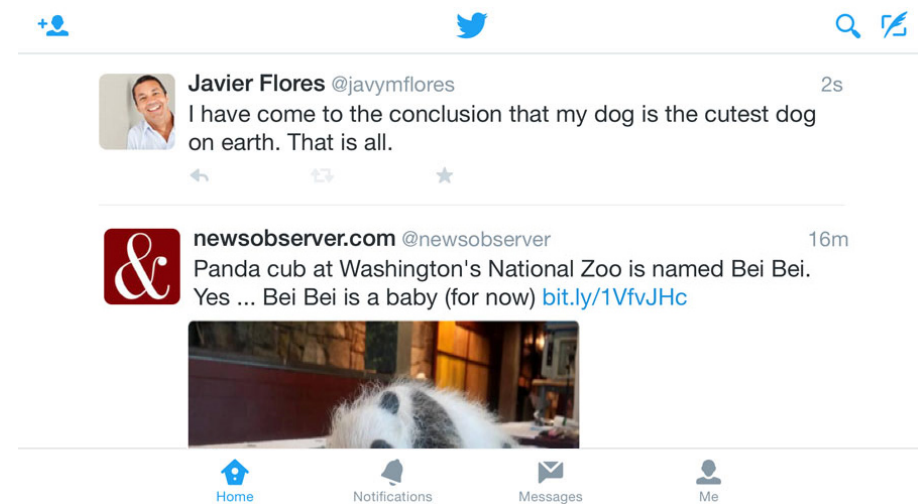 Javier Flores @javymflores 2s
I have come to the conclusion that my dog is the cutest dog
on earth. That is all.
&
newsobserver.com @newsobserver 16m
Panda cub at Washington's National Zoo is named Bei Bei.
Yes ... Bei Bei is a baby (for now) bit.ly/1VfvJHc
Home Notifications Messages Me